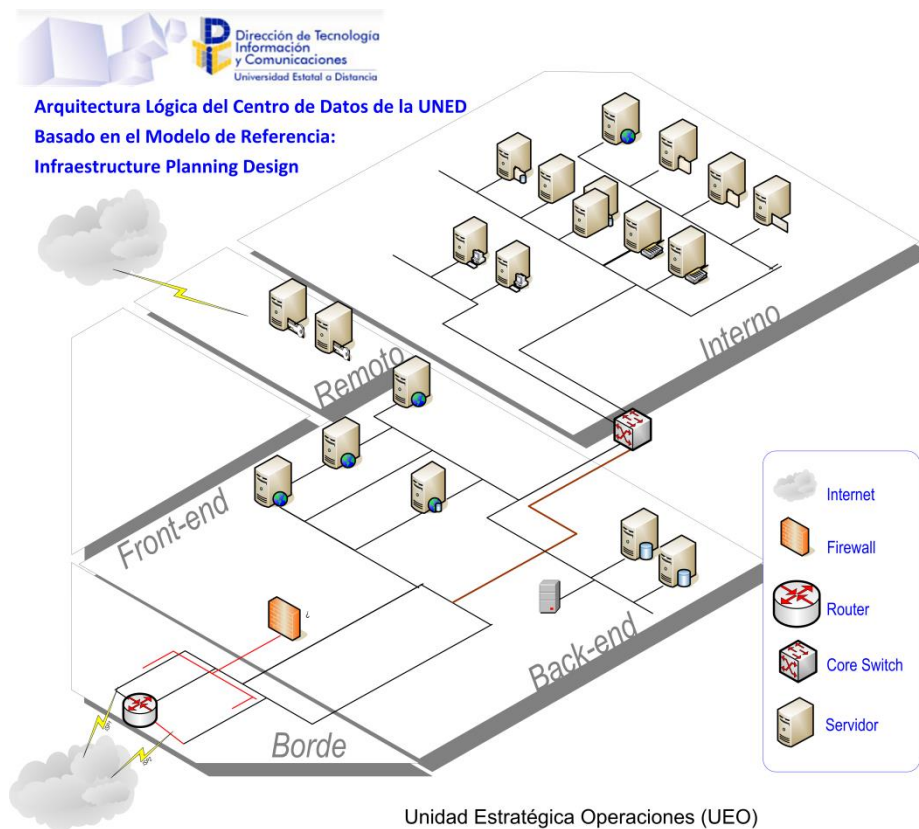 DTIC
Dirección de Tecnología
Información
y Comunicaciones
Universidad Estatal a Distancia
Arquitectura Lógica del Centro de Datos de la UNED
Basado en el Modelo de Referencia:
Infraestructure Planning Design
Interno
Remoto
Front-end
Back-end
Borde
Internet
Firewall
Router
Core Switch
Servidor
Unidad Estratégica Operaciones (UEO)